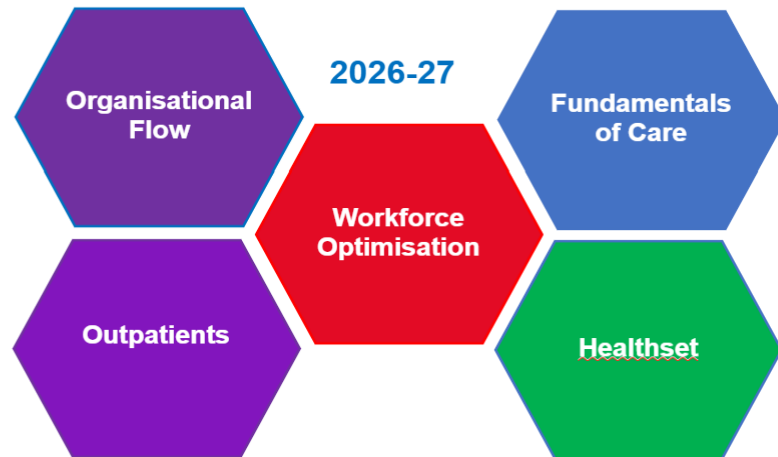 2026-27
Organisational
Flow
Fundamentals
of Care
Workforce
Optimisation
Outpatients
Healthset